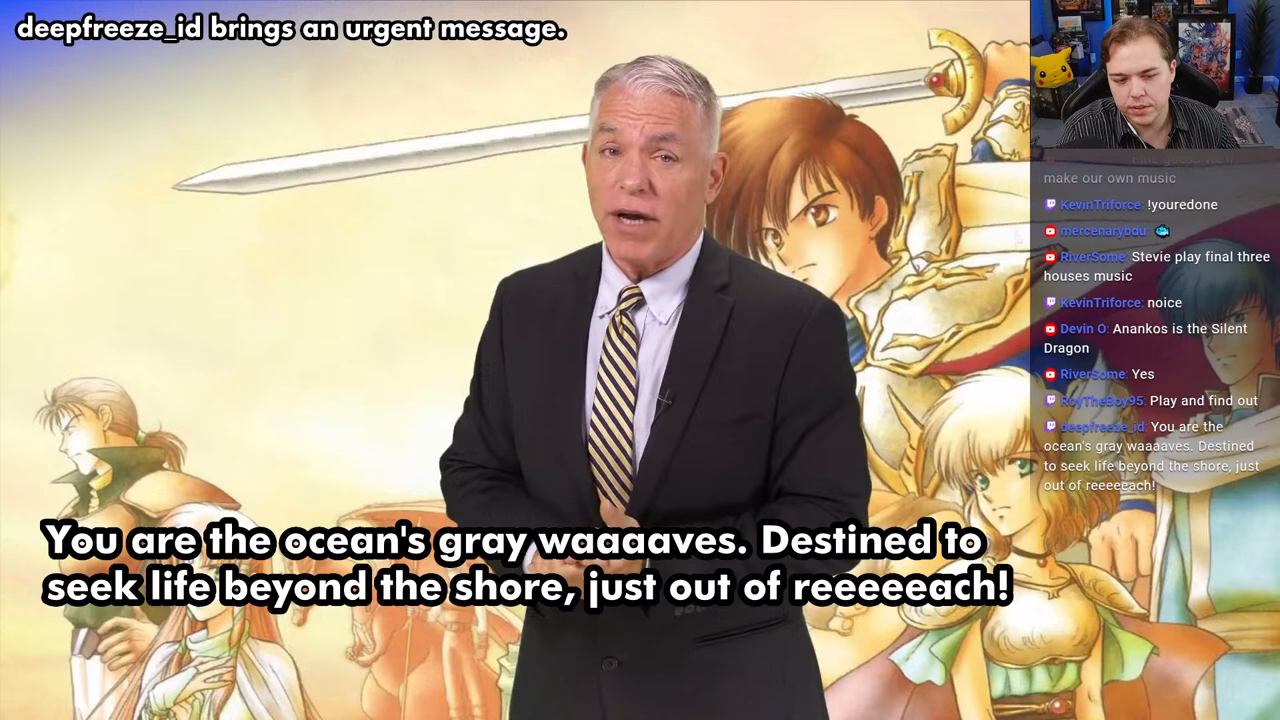 deepfreeze_id brings an urgent message.
make our own music
KevinTriforce: !youredone
mercenarybdu:
RiverSome: Stevie play final three
houses music
KevinTriforce: noice
Devin O: Anankos is the Silent
Dragon
RiverSome: Yes
RoyTheBoy95: Play and find out
deepfreeze_id: You are the
ocean's gray waaaaves. Destined
to seek life beyond the shore, just
out of reeeeeach!
You are the ocean's gray waaaaves. Destined to
seek life beyond the shore, just out of reeeeeach!